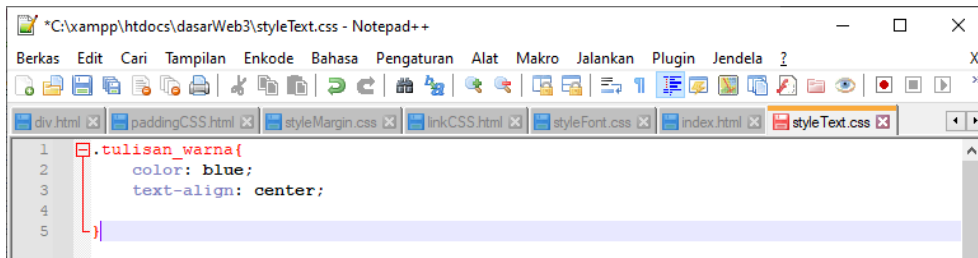 *C:\xampp\htdocs\dasarWeb3\styleText.css - Notepad++
Berkas Edit Cari Tampilan Enkode Bahasa Pengaturan Alat Makro Jalankan Plugin Jendela ? X
div.html paddingCSS.html styleMargin.css linkCSS.html styleFont.css index.html styleText.css
1 .tulisan_warna{
2 color: blue;
3 text-align: center;
4
5 }